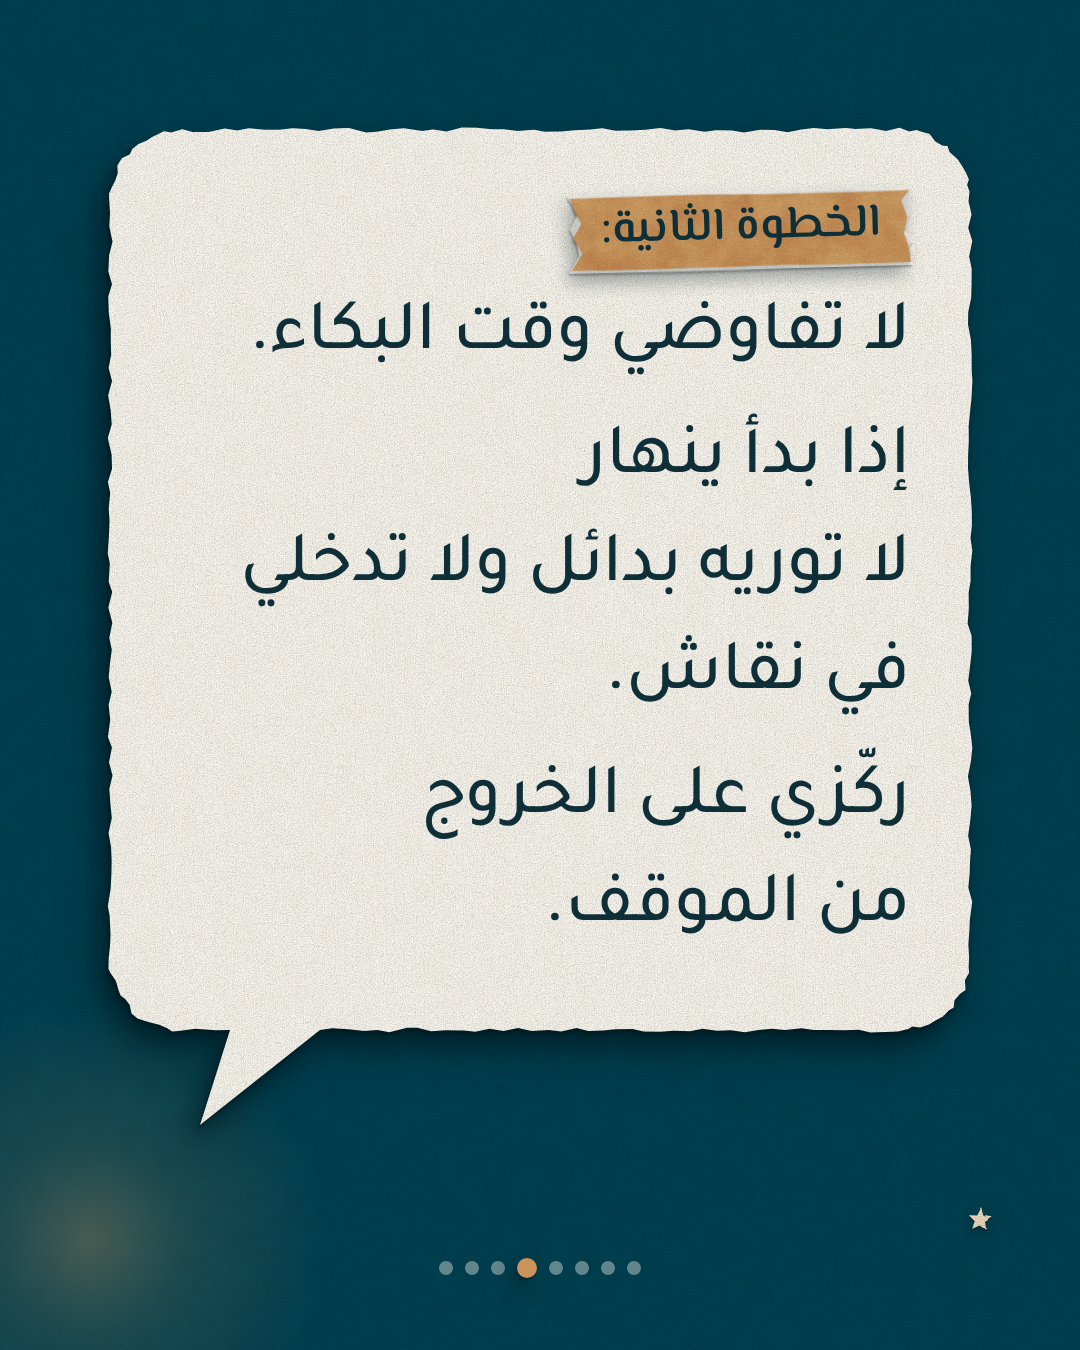 الخطوة الثانية:
لا تفاوضي وقت البكاء.
إذا بدأ ينهار
لا توريه بدائل ولا تدخلي
في نقاش.
ركّزي على الخروج
من الموقف.